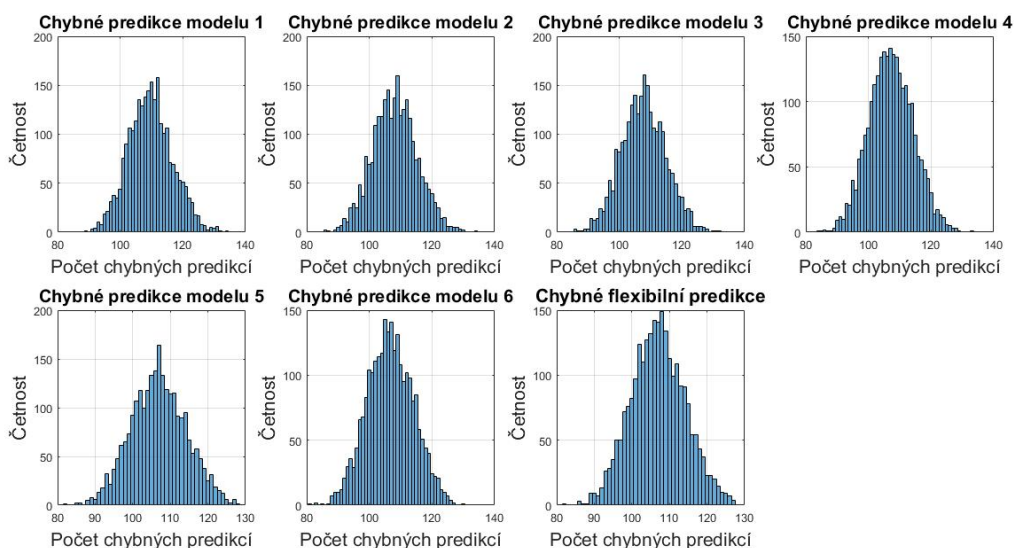 Chybné predikce modelu 1
200
150
100
50
0
Četnost
80 100 120 140
Počet chybných predikcí
Chybné predikce modelu 2
200
150
100
50
0
Četnost
80 100 120 140
Počet chybných predikcí
Chybné predikce modelu 3
200
150
100
50
0
Četnost
80 100 120 140
Počet chybných predikcí
Chybné predikce modelu 4
150
100
50
0
Četnost
80 100 120 140
Počet chybných predikcí
Chybné predikce modelu 5
200
150
100
50
0
Četnost
80 90 100 110 120 130
Počet chybných predikcí
Chybné predikce modelu 6
150
100
50
0
Četnost
80 100 120 140
Počet chybných predikcí
Chybné flexibilní predikce
150
100
50
0
Četnost
80 90 100 110 120 130
Počet chybných predikcí